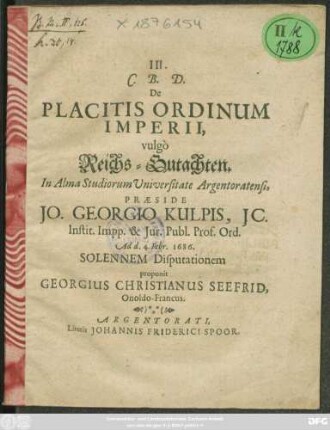 X 1876154
II k
1788
III.
C B. D.
De
PLACITIS ORDINUM
IMPERII,
vulgò
Reichs-Gutachten,
In Alma Studiorum Universitate Argentoratensi,
PRÆSIDE
JO. GEORGIO KULPIS, JC.
Instit. Impp. & Jur. Publ. Prof. Ord.
Ad d. 4. Febr. 1686.
SOLENNEM Disputationem
proponit
GEORGIUS CHRISTIANUS SEEFRID,
Onoldo-Francus.
ARGENTORATI,
Literis JOHANNIS FRIDERICI SPOOR.
DFG